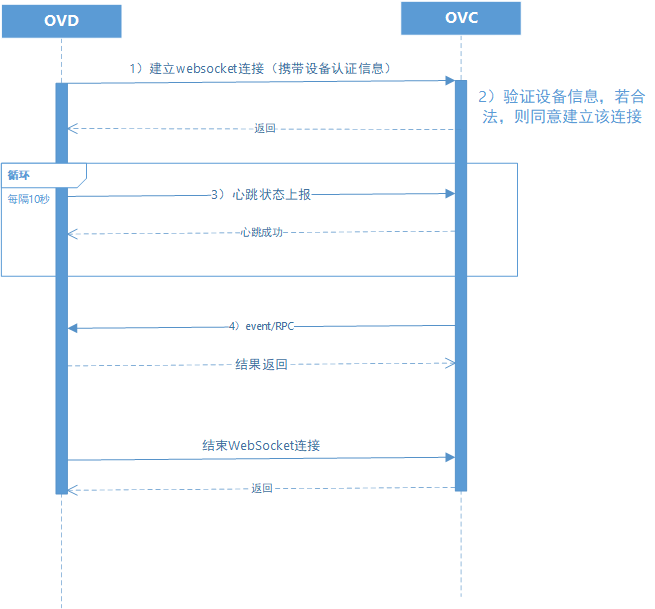 OVD
OVC
1）建立websocket连接（携带设备认证信息）
2）验证设备信息，若合
法，则同意建立该连接
返回
循环
每隔10秒
3）心跳状态上报
心跳成功
4）event/RPC
结果返回
结束WebSocket连接
返回